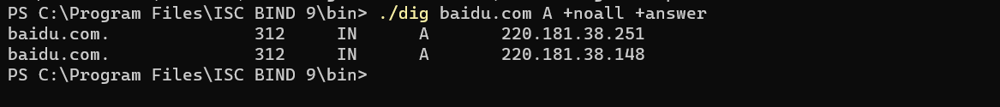 PS C:\Program Files\ISC BIND 9\bin> ./dig baidu.com A +noall +answer
baidu.com. 312 IN A 220.181.38.251
baidu.com. 312 IN A 220.181.38.148
PS C:\Program Files\ISC BIND 9\bin>